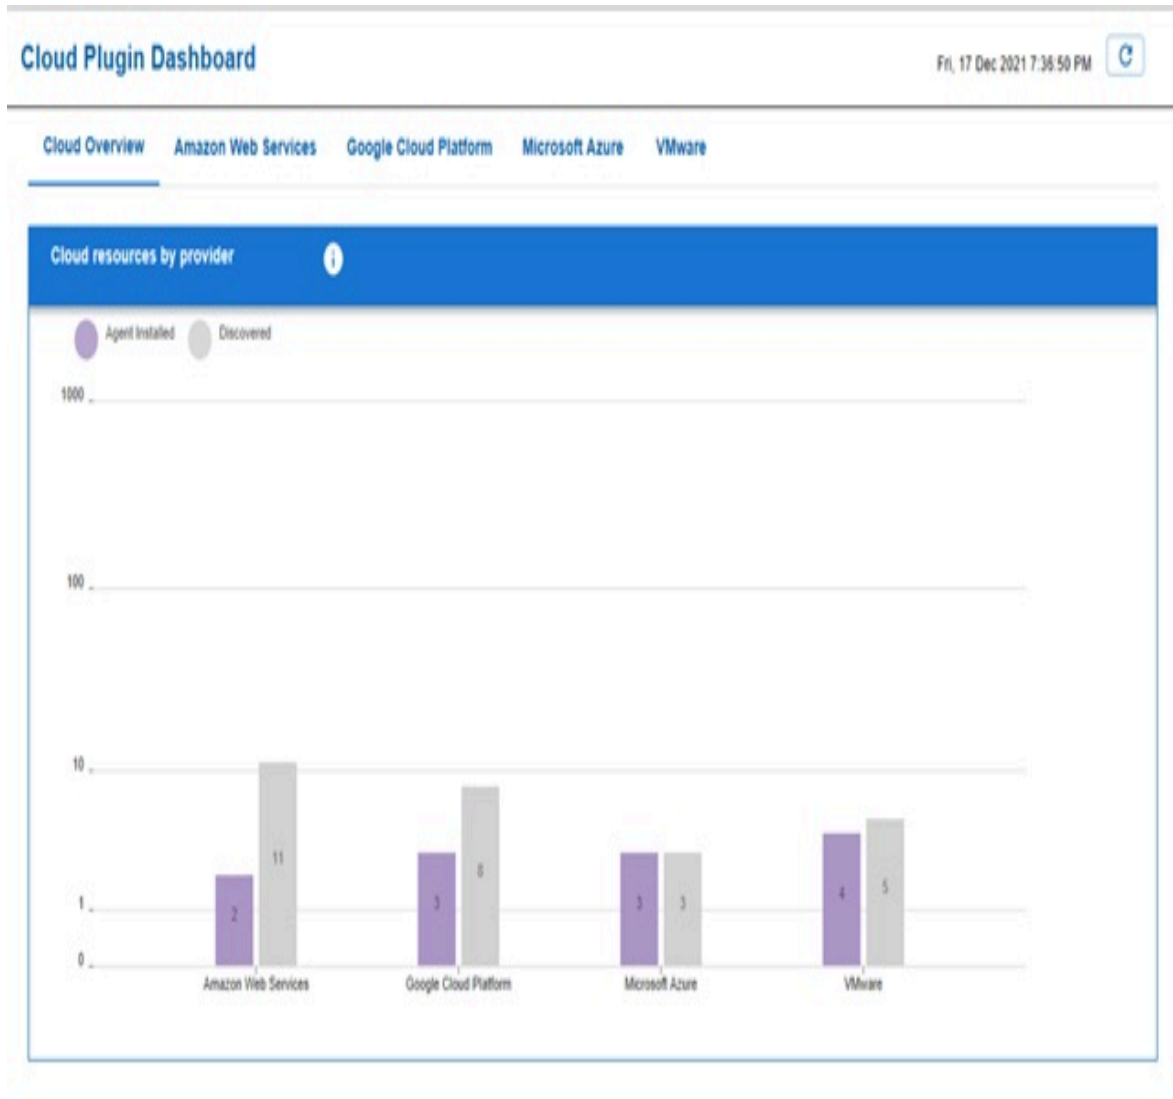 Cloud Plugin Dashboard
Fri, 17 Dec 2021 7:36:50 PM
Cloud Overview Amazon Web Services Google Cloud Platform Microsoft Azure VMware
Cloud resources by provider
Agent Installed Discovered
1000
100
10
1
0
2 11 3 8 3 3 4 5
Amazon Web Services Google Cloud Platform Microsoft Azure VMware